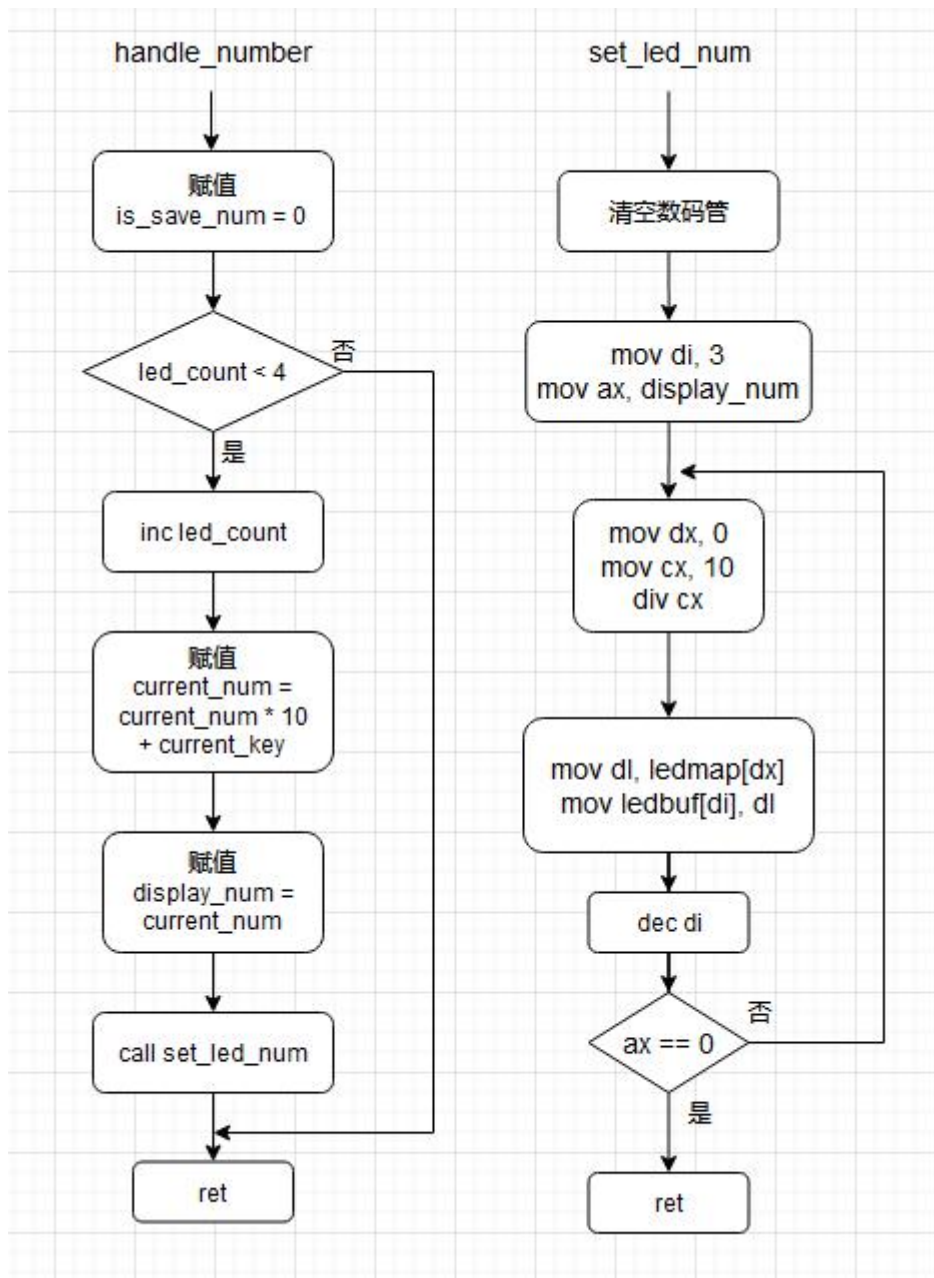 handle_number
赋值
is_save_num = 0
led_count < 4
否
是
inc led_count
赋值
current_num =
current_num * 10
+ current_key
赋值
display_num =
current_num
call set_led_num
ret
set_led_num
清空数码管
mov di, 3
mov ax, display_num
mov dx, 0
mov cx, 10
div cx
mov dl, ledmap[dx]
mov ledbuf[di], dl
dec di
ax == 0
否
是
ret